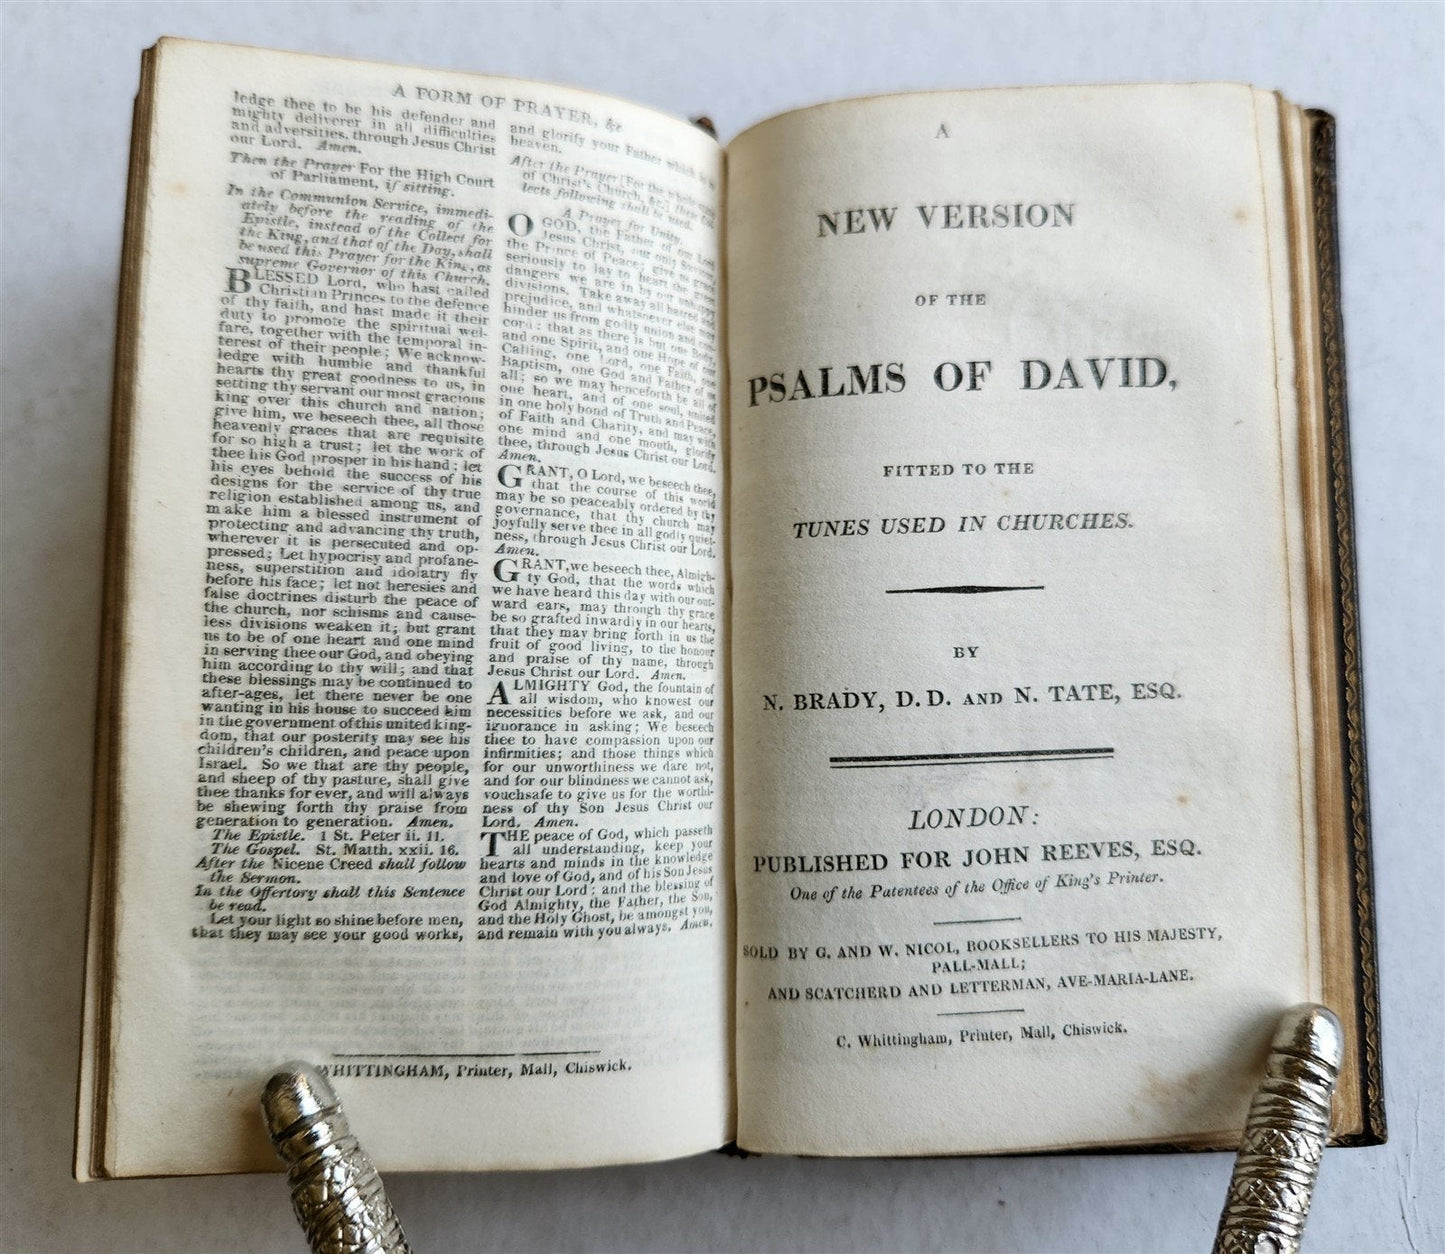 A FORM OF PRAYER, &c
ledge thee to be his defender and
mighty deliverer in all difficulties
and adversities, through Jesus Christ
our Lord. Amen.
Then the Prayer For the High Court
of Parliament, if sitting.
In the Communion Service, immedi-
ately before the reading of the
Epistle, instead of the Collect for
the King, and that of the Day, shall
be used this Prayer for the King, as
supreme Governor of this Church.
BLESSED Lord, who hast called
Christian Princes to the defence
of thy faith, and hast made it their
duty to promote the spiritual wel-
fare, together with the temporal in-
terest of their people; We acknow-
ledge with humble and thankful
hearts thy great goodness to us, in
setting thy servant our most gracious
king over this church and nation;
give him, we beseech thee, all those
heavenly graces that are requisite
for so high a trust; let the work of
thee his God prosper in his hand; let
his eyes behold the success of his
designs for the service of thy true
religion established among us, and
make him a blessed instrument of
protecting and advancing thy truth,
wherever it is persecuted and op-
pressed; Let hypocrisy and profane-
ness, superstition and idolatry fly
before his face; let not heresies and
false doctrines disturb the peace of
the church, nor schisms and cause-
less divisions weaken it; but grant
us to be of one heart and one mind
in serving thee our God, and obeying
him according to thy will; and that
these blessings may be continued to
after-ages, let there never be one
wanting in his house to succeed him
in the government of this united king-
dom, that our posterity may see his
children's children, and peace upon
Israel. So we that are thy people,
and sheep of thy pasture, shall give
thee thanks for ever, and will always
be shewing forth thy praise from
generation to generation. Amen.
The Epistle. 1 St. Peter ii. 11.
The Gospel. St. Matth. xxii. 16.
After the Nicene Creed shall follow
the Sermon.
In the Offertory shall this Sentence
be read.
Let your light so shine before men,
that they may see your good works,
and glorify your Father which is in
heaven.
After the Prayer [For the whole state
of Christ's Church, &c.] these Col
lects following shall be used.
A Prayer for Unity.
O GOD, the Father of our Lord
Jesus Christ, our only Saviour,
the Prince of Peace; give us grace
seriously to lay to heart the great
dangers we are in by our unhappy
divisions. Take away all hatred and
prejudice, and whatsoever else may
hinder us from godly union and con-
cord: that as there is but one Body,
and one Spirit, and one Hope of our
Calling, one Lord, one Faith, one
Baptism, one God and Father of us
all; so we may henceforth be all of
one heart, and of one soul, united
in one holy bond of Truth and Peace,
of Faith and Charity, and may with
one mind and one mouth, glorify
thee, through Jesus Christ our Lord.
Amen.
GRANT, O Lord, we beseech thee,
that the course of this world
may be so peaceably ordered by thy
governance, that thy church may
joyfully serve thee in all godly quiet-
ness, through Jesus Christ our Lord.
Amen.
GRANT, we beseech thee, Almigh-
ty God, that the words which
we have heard this day with our out-
ward ears, may through thy grace
be so grafted inwardly in our hearts,
that they may bring forth in us the
fruit of good living, to the honour
and praise of thy name, through
Jesus Christ our Lord. Amen.
ALMIGHTY God, the fountain of
all wisdom, who knowest our
necessities before we ask, and our
ignorance in asking; We beseech
thee to have compassion upon our
infirmities; and those things which
for our unworthiness we dare not,
and for our blindness we cannot ask,
vouchsafe to give us for the worthi-
ness of thy Son Jesus Christ our
Lord. Amen.
THE peace of God, which passeth
all understanding, keep your
hearts and minds in the knowledge
and love of God, and of his Son Jesus
Christ our Lord; and the blessing of
God Almighty, the Father, the Son,
and the Holy Ghost, be amongst you,
and remain with you always. Amen.
WHITTINGHAM, Printer, Mall, Chiswick.
A
NEW VERSION
OF THE
PSALMS OF DAVID,
FITTED TO THE
TUNES USED IN CHURCHES.
BY
N. BRADY, D.D. AND N. TATE, ESQ.
LONDON:
PUBLISHED FOR JOHN REEVES, ESQ.
One of the Patentees of the Office of King's Printer.
SOLD BY G. AND W. NICOL, BOOKSELLERS TO HIS MAJESTY,
PALL-MALL;
AND SCATCHERD AND LETTERMAN, AVE-MARIA-LANE.
C. Whittingham, Printer, Mall, Chiswick.